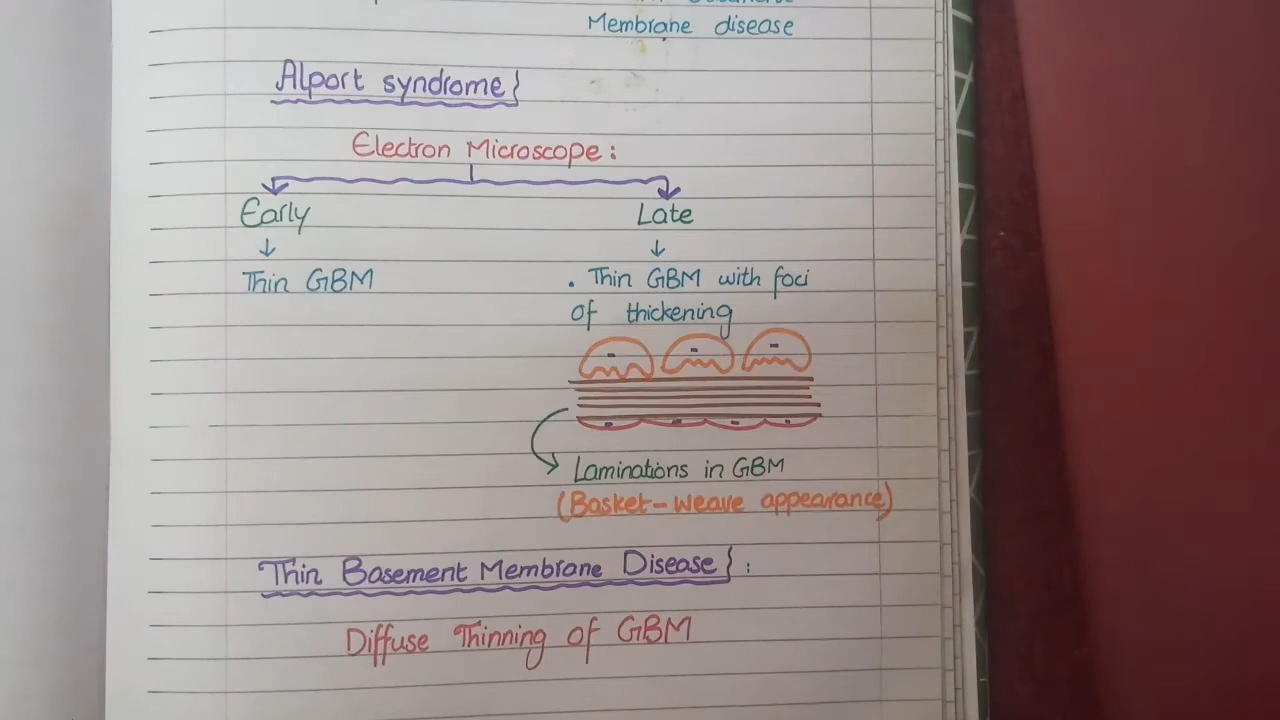 Membrane disease
Alport syndrome}
Electron Microscope:
Early
Late
Thin GBM
. Thin GBM with foci
of thickening
Laminations in GBM
(Basket-weave appearance)
Thin Basement Membrane Disease} :
Diffuse Thinning of GBM